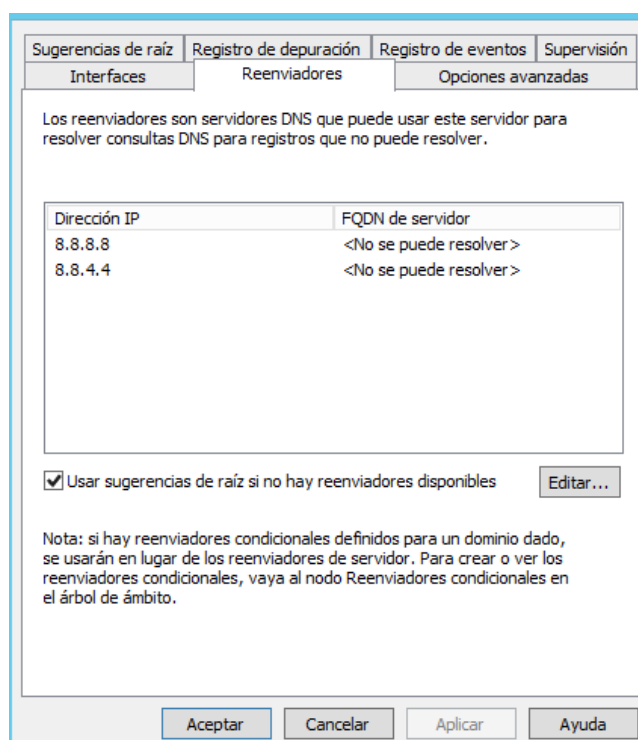 Sugerencias de raíz Registro de depuración Registro de eventos Supervisión
Interfaces Reenviadores Opciones avanzadas
Los reenviadores son servidores DNS que puede usar este servidor para
resolver consultas DNS para registros que no puede resolver.
Dirección IP FQDN de servidor
8.8.8.8 <No se puede resolver>
8.8.4.4 <No se puede resolver>
Usar sugerencias de raíz si no hay reenviadores disponibles Editar...
Nota: si hay reenviadores condicionales definidos para un dominio dado,
se usarán en lugar de los reenviadores de servidor. Para crear o ver los
reenviadores condicionales, vaya al nodo Reenviadores condicionales en
el árbol de ámbito.
Aceptar Cancelar Aplicar Ayuda